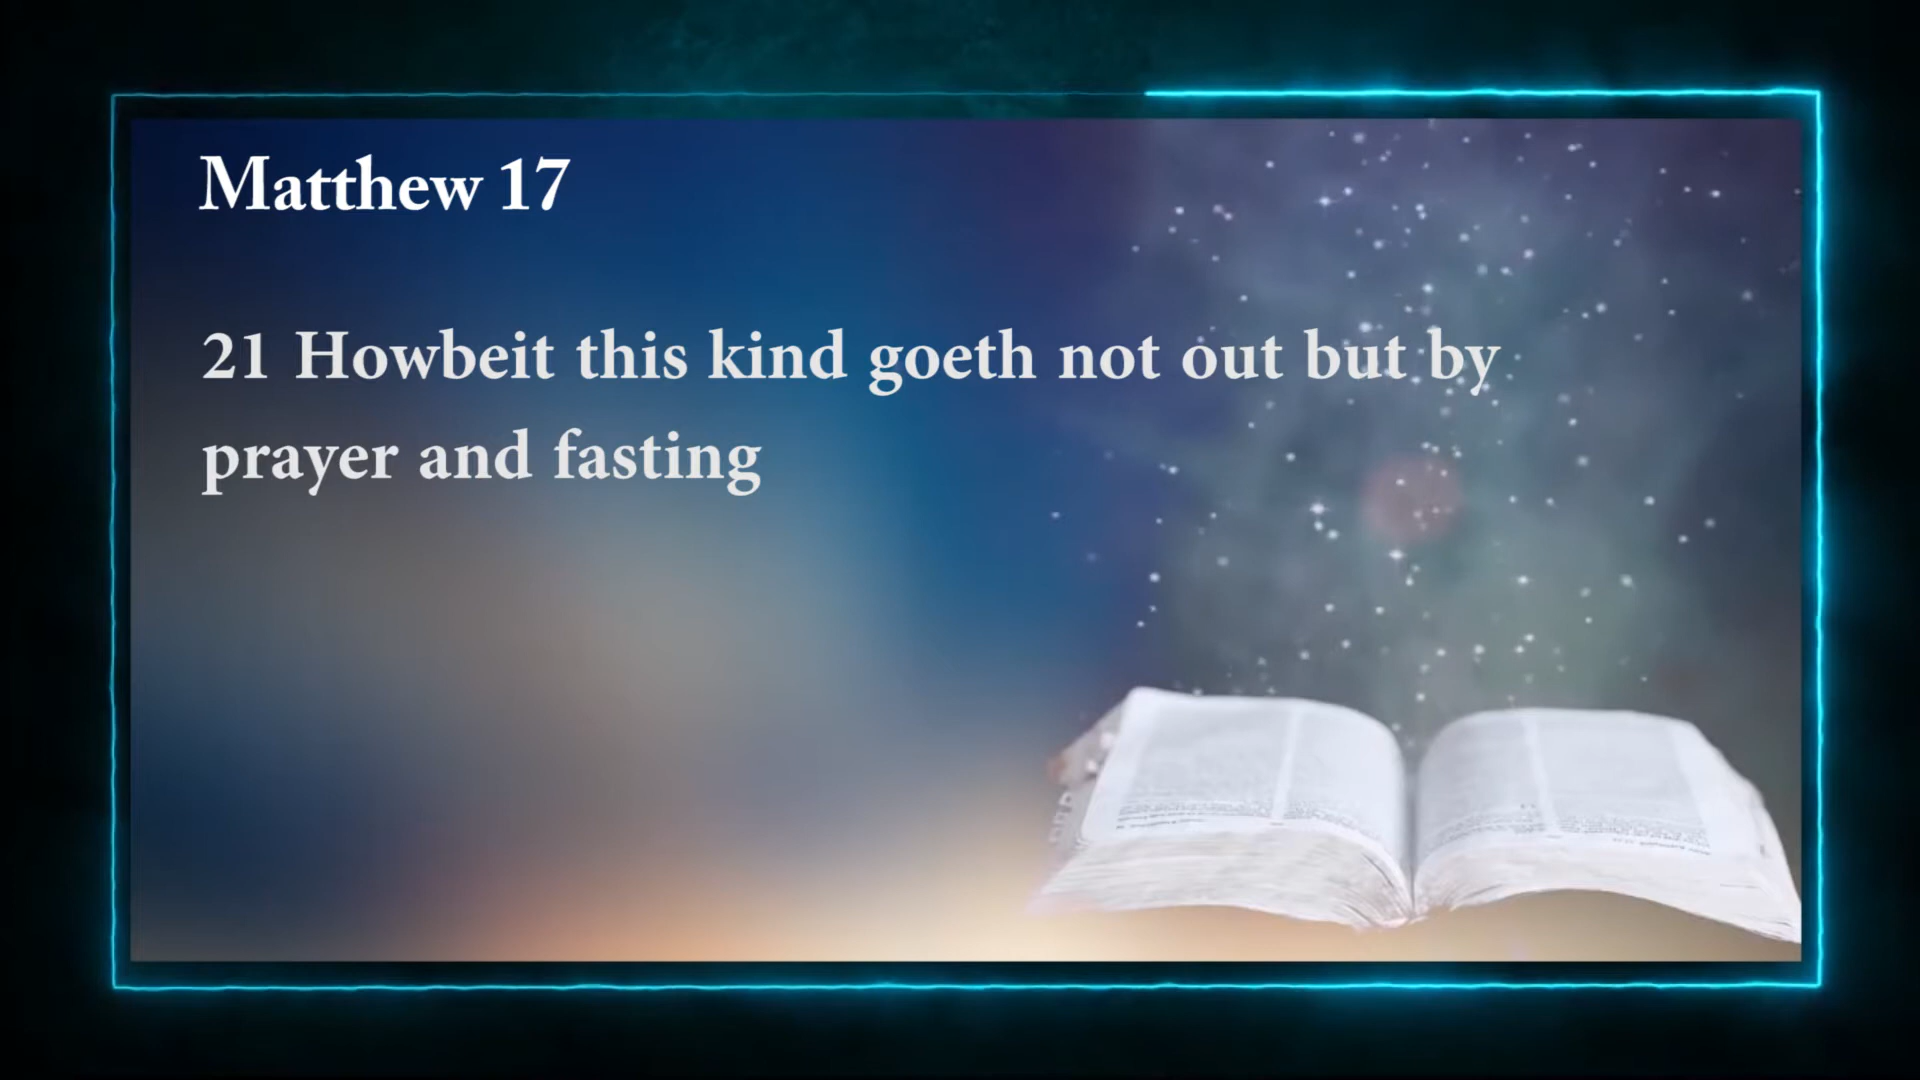 Matthew 17
21 Howbeit this kind goeth not out but by
prayer and fasting